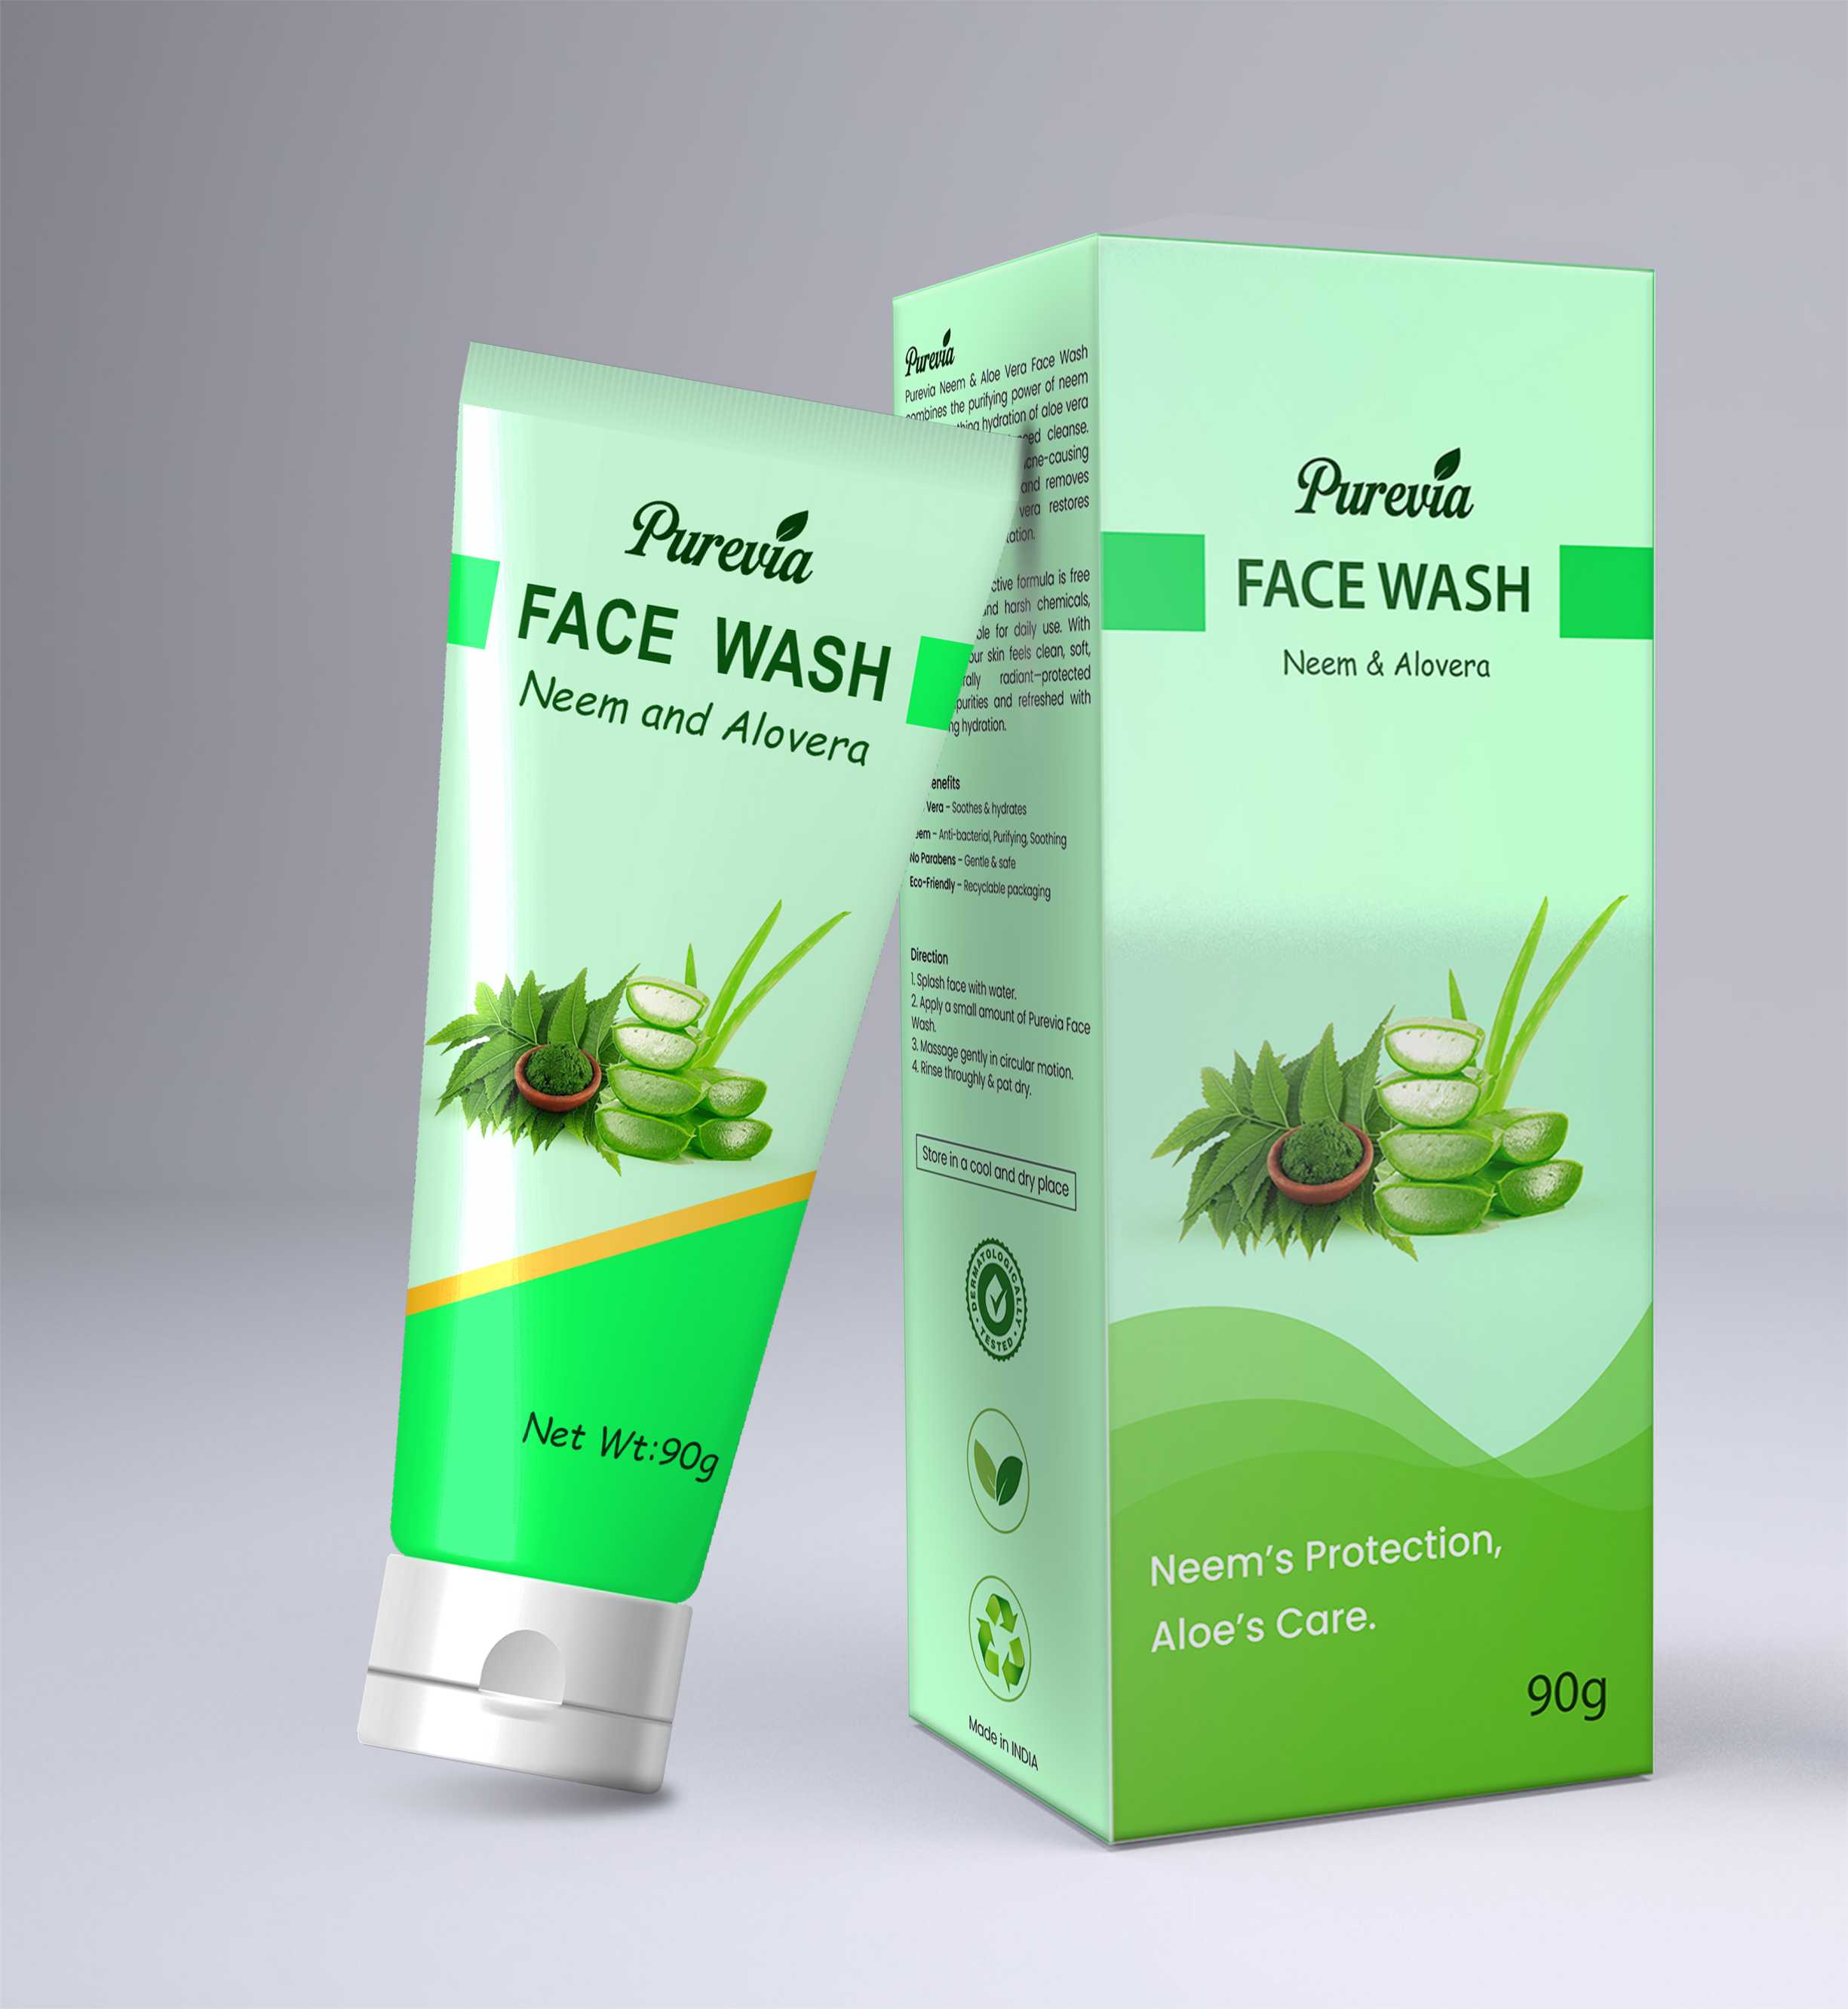 Purevia
FACE WASH
Neem and Alovera
Net Wt:90g
Purevia
Purevia Neem & Aloe Vera Face Wash
combines the purifying power of neem
hydration of aloe vera
cleanse.
acne-causing
and removes
vera restores
formula is free
and harsh chemicals,
for daily use. With
skin feels clean, soft,
radiant-protected
and refreshed with
hydration.
Vera - Soothes & hydrates
- Anti-bacterial, Purifying, Soothing
No Parabens - Gentle & safe
Eco-Friendly - Recyclable packaging
Direction
1. Splash face with water.
2. Apply a small amount of Purevia Face
Wash.
3. Massage gently in circular motion.
4. Rinse throughly & pat dry.
Store in a cool and dry place
DERMATOLOGICALLY
TESTED
Made in INDIA
Purevia
FACE WASH
Neem & Alovera
Neem's Protection,
Aloe's Care.
90g